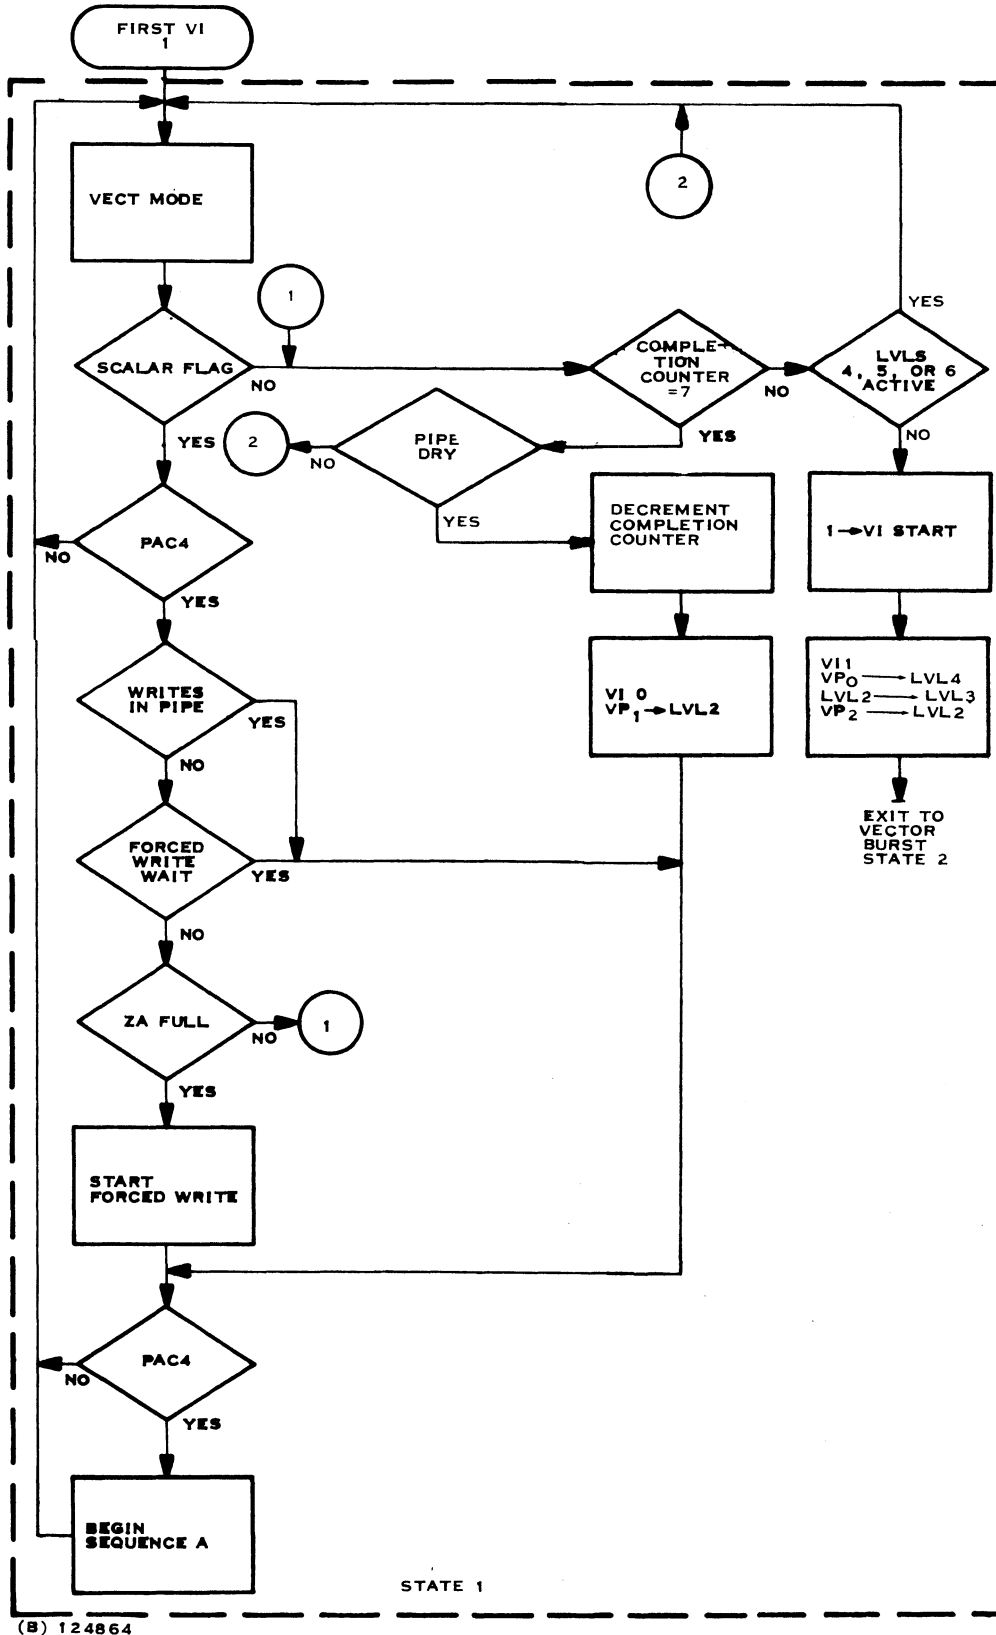 FIRST VI
1
2
VECT MODE
1
YES
SCALAR FLAG
NO
COMPLE-
TION
COUNTER
=7
NO
LVLS
4, 5, OR 6
ACTIVE
YES
2
NO
PIPE
DRY
YES
NO
YES
DECREMENT
COMPLETION
COUNTER
1→VI START
NO
PAC4
YES
WRITES
IN PIPE
YES
NO
VI 0
VP1→LVL2
VI1
VP0→LVL4
LVL2→LVL3
VP2→LVL2
EXIT TO
VECTOR
BURST
STATE 2
FORCED
WRITE
WAIT
YES
NO
ZA FULL
NO
1
YES
START
FORCED WRITE
PAC4
NO
YES
BEGIN
SEQUENCE A
STATE 1
(B) 124864